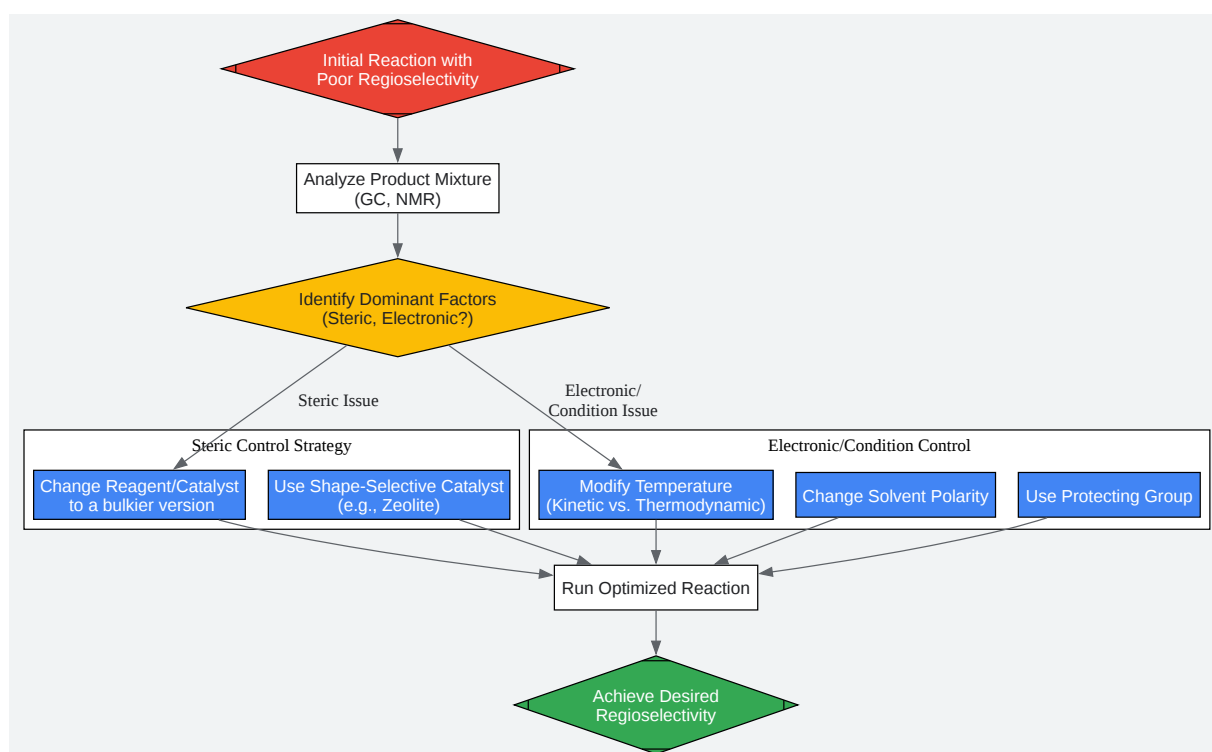 Initial Reaction with
Poor Regioselectivity
Analyze Product Mixture
(GC, NMR)
Identify Dominant Factors
(Steric, Electronic?)
Steric Issue
Electronic/
Condition Issue
Steric Control Strategy
Change Reagent/Catalyst
to a bulkier version
Use Shape-Selective Catalyst
(e.g., Zeolite)
Electronic/Condition Control
Modify Temperature
(Kinetic vs. Thermodynamic)
Change Solvent Polarity
Use Protecting Group
Run Optimized Reaction
Achieve Desired
Regioselectivity